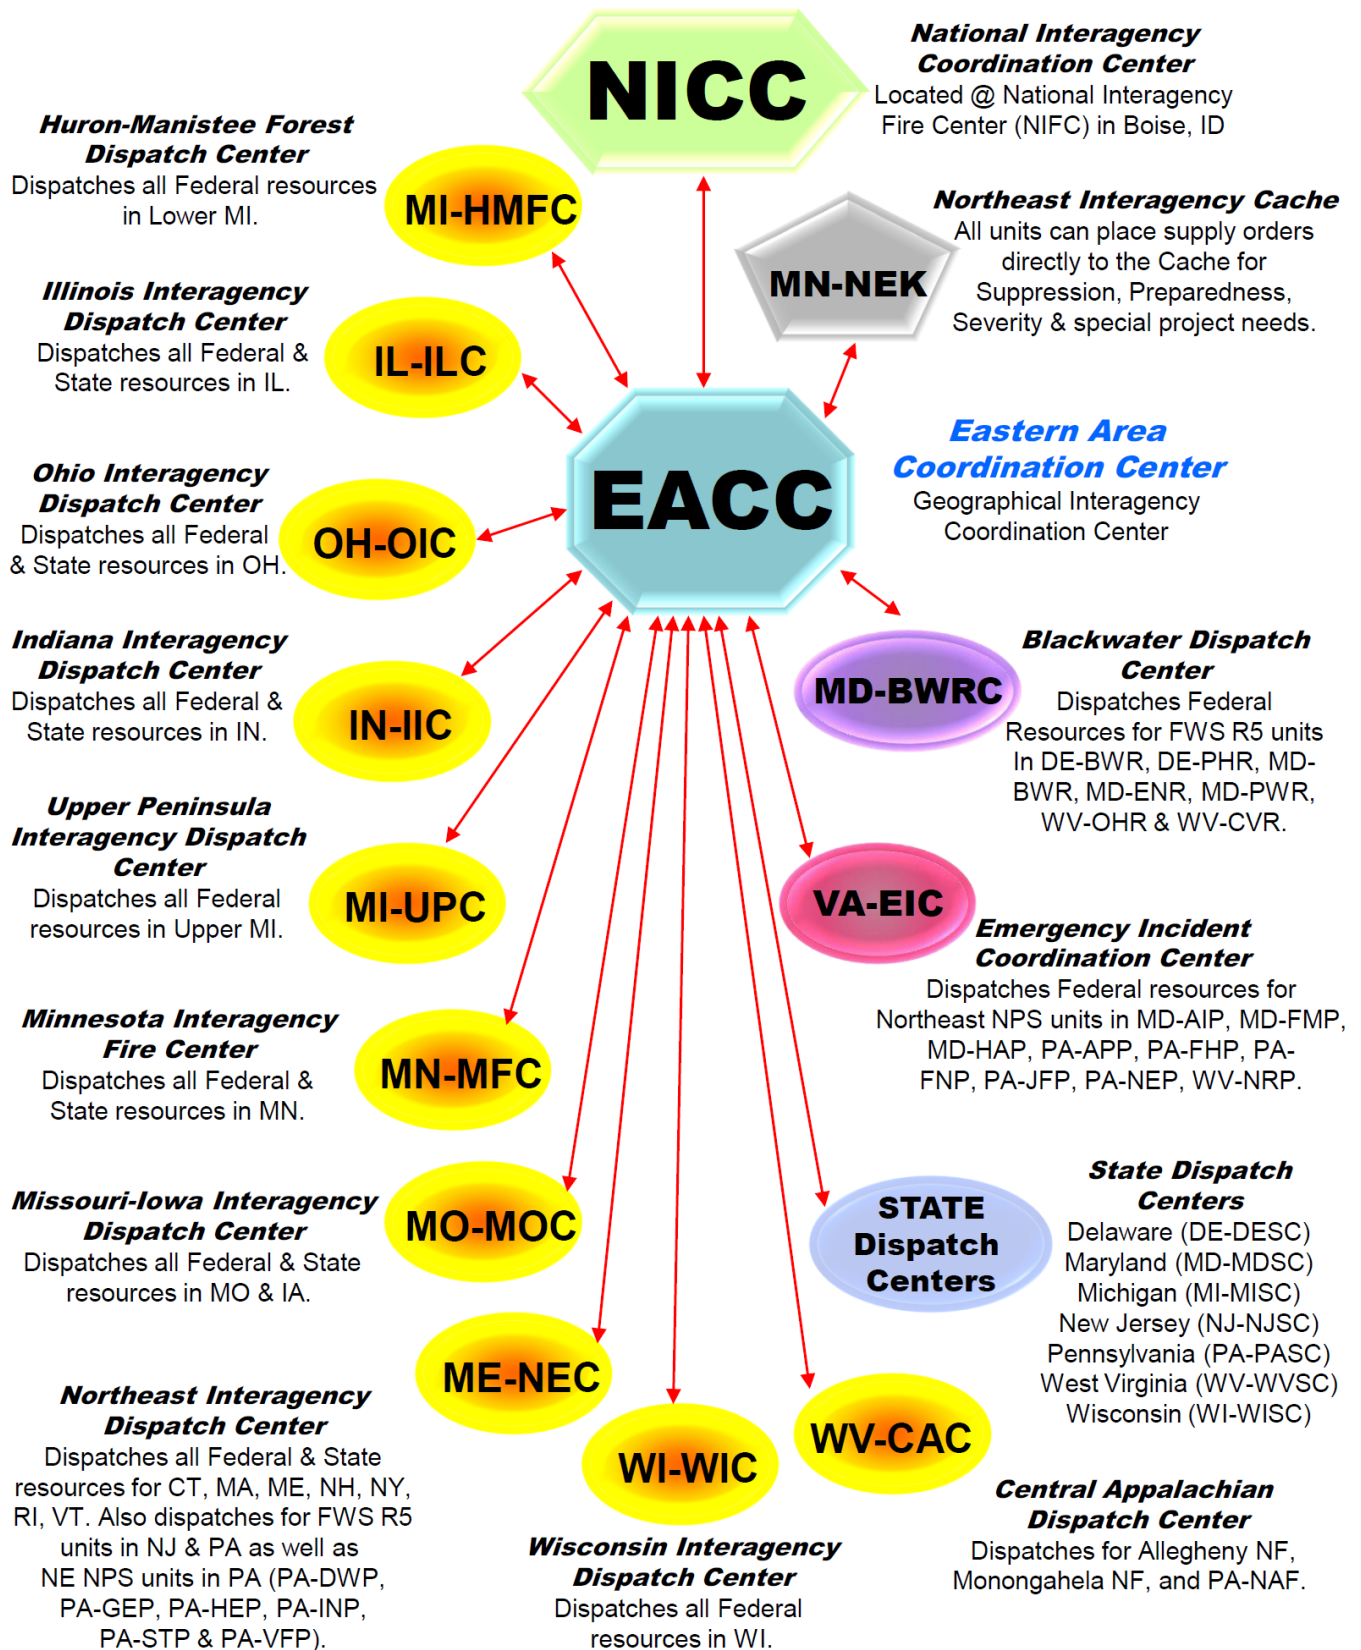 NICC
National Interagency
Coordination Center
Located @ National Interagency
Fire Center (NIFC) in Boise, ID
Huron-Manistee Forest
Dispatch Center
Dispatches all Federal resources
in Lower MI.
MI-HMFC
MN-NEK
Northeast Interagency Cache
All units can place supply orders
directly to the Cache for
Suppression, Preparedness,
Severity & special project needs.
Illinois Interagency
Dispatch Center
Dispatches all Federal &
State resources in IL.
IL-ILC
EACC
Eastern Area
Coordination Center
Geographical Interagency
Coordination Center
Ohio Interagency
Dispatch Center
Dispatches all Federal
& State resources in OH.
OH-OIC
Indiana Interagency
Dispatch Center
Dispatches all Federal &
State resources in IN.
IN-IIC
MD-BWRC
Blackwater Dispatch
Center
Dispatches Federal
Resources for FWS R5 units
In DE-BWR, DE-PHR, MD-
BWR, MD-ENR, MD-PWR,
WV-OHR & WV-CVR.
Upper Peninsula
Interagency Dispatch
Center
Dispatches all Federal
resources in Upper MI.
MI-UPC
VA-EIC
Emergency Incident
Coordination Center
Dispatches Federal resources for
Northeast NPS units in MD-AIP, MD-FMP,
MD-HAP, PA-APP, PA-FHP, PA-
FNP, PA-JFP, PA-NEP, WV-NRP.
Minnesota Interagency
Fire Center
Dispatches all Federal &
State resources in MN.
MN-MFC
Missouri-Iowa Interagency
Dispatch Center
Dispatches all Federal & State
resources in MO & IA.
MO-MOC
STATE
Dispatch
Centers
State Dispatch
Centers
Delaware (DE-DESC)
Maryland (MD-MDSC)
Michigan (MI-MISC)
New Jersey (NJ-NJSC)
Pennsylvania (PA-PASC)
West Virginia (WV-WVSC)
Wisconsin (WI-WISC)
ME-NEC
Northeast Interagency
Dispatch Center
Dispatches all Federal & State
resources for CT, MA, ME, NH, NY,
RI, VT. Also dispatches for FWS R5
units in NJ & PA as well as
NE NPS units in PA (PA-DWP,
PA-GEP, PA-HEP, PA-INP,
PA-STP & PA-VFP).
WI-WIC
Wisconsin Interagency
Dispatch Center
Dispatches all Federal
resources in WI.
WV-CAC
Central Appalachian
Dispatch Center
Dispatches for Allegheny NF,
Monongahela NF, and PA-NAF.